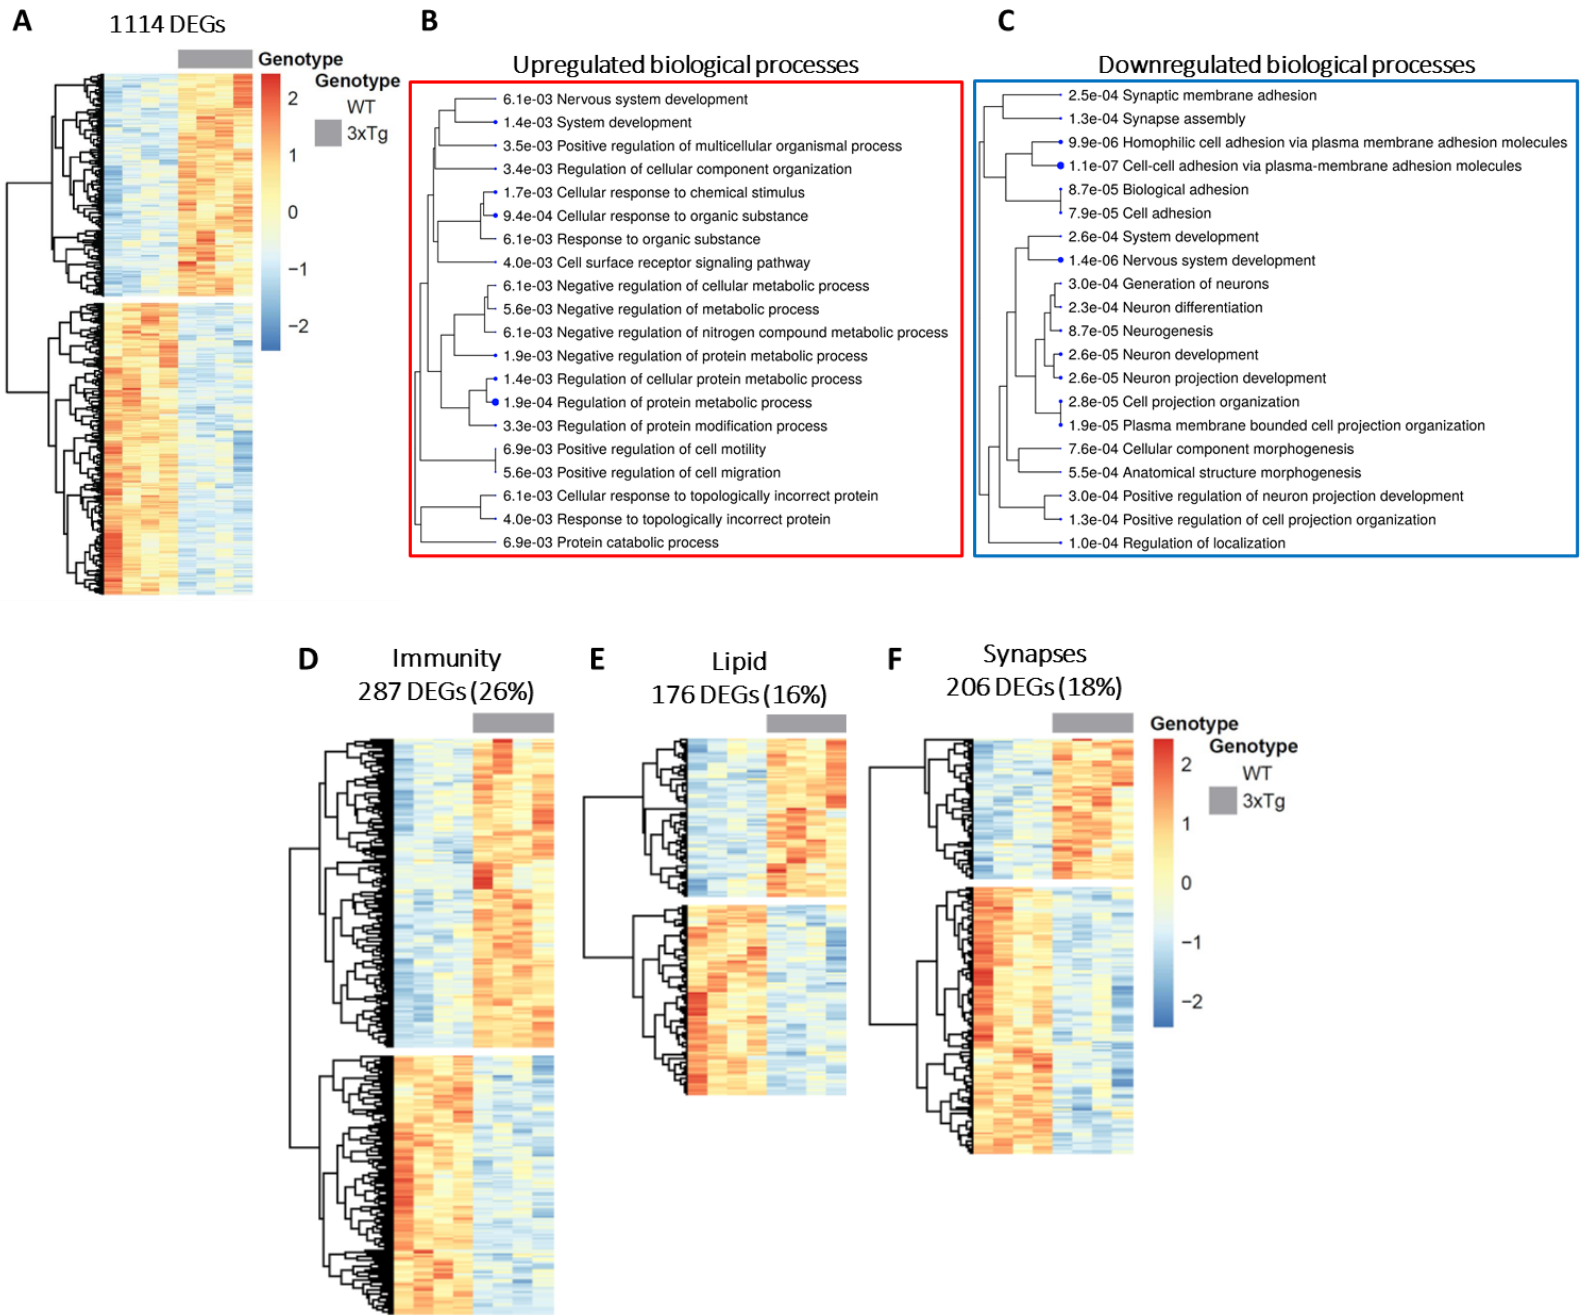 A
1114 DEGs
Genotype
2
1
0
−1
−2
Genotype
WT
3xTg
B
Upregulated biological processes
6.1e-03 Nervous system development
1.4e-03 System development
3.5e-03 Positive regulation of multicellular organismal process
3.4e-03 Regulation of cellular component organization
1.7e-03 Cellular response to chemical stimulus
9.4e-04 Cellular response to organic substance
6.1e-03 Response to organic substance
4.0e-03 Cell surface receptor signaling pathway
6.1e-03 Negative regulation of cellular metabolic process
5.6e-03 Negative regulation of metabolic process
6.1e-03 Negative regulation of nitrogen compound metabolic process
1.9e-03 Negative regulation of protein metabolic process
1.4e-03 Regulation of cellular protein metabolic process
1.9e-04 Regulation of protein metabolic process
3.3e-03 Regulation of protein modification process
6.9e-03 Positive regulation of cell motility
5.6e-03 Positive regulation of cell migration
6.1e-03 Cellular response to topologically incorrect protein
4.0e-03 Response to topologically incorrect protein
6.9e-03 Protein catabolic process
C
Downregulated biological processes
2.5e-04 Synaptic membrane adhesion
1.3e-04 Synapse assembly
9.9e-06 Homophilic cell adhesion via plasma membrane adhesion molecules
1.1e-07 Cell-cell adhesion via plasma-membrane adhesion molecules
8.7e-05 Biological adhesion
7.9e-05 Cell adhesion
2.6e-04 System development
1.4e-06 Nervous system development
3.0e-04 Generation of neurons
2.3e-04 Neuron differentiation
8.7e-05 Neurogenesis
2.6e-05 Neuron development
2.6e-05 Neuron projection development
2.8e-05 Cell projection organization
1.9e-05 Plasma membrane bounded cell projection organization
7.6e-04 Cellular component morphogenesis
5.5e-04 Anatomical structure morphogenesis
3.0e-04 Positive regulation of neuron projection development
1.3e-04 Positive regulation of cell projection organization
1.0e-04 Regulation of localization
D
Immunity
287 DEGs (26%)
E
Lipid
176 DEGs (16%)
F
Synapses
206 DEGs (18%)
Genotype
2
1
0
−1
−2
Genotype
WT
3xTg